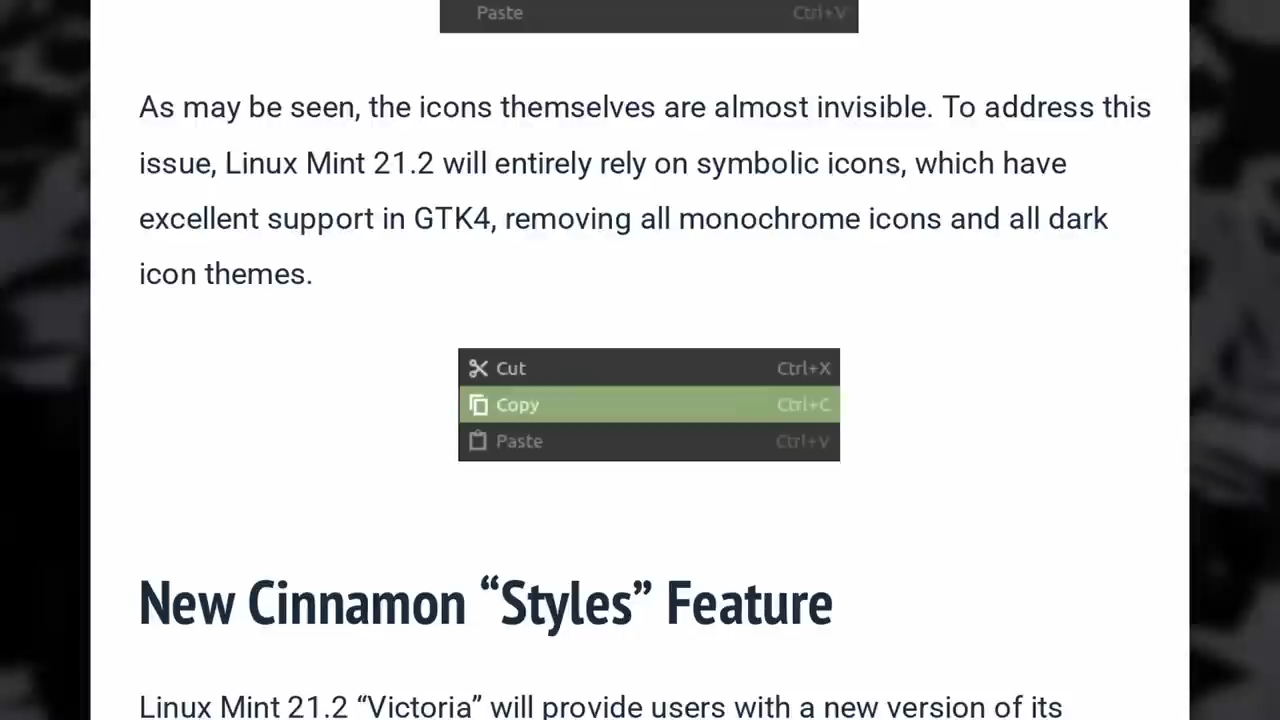 Paste Ctrl+V
As may be seen, the icons themselves are almost invisible. To address this
issue, Linux Mint 21.2 will entirely rely on symbolic icons, which have
excellent support in GTK4, removing all monochrome icons and all dark
icon themes.
Cut Ctrl+X
Copy Ctrl+C
Paste Ctrl+V
New Cinnamon “Styles” Feature
Linux Mint 21.2 “Victoria” will provide users with a new version of its